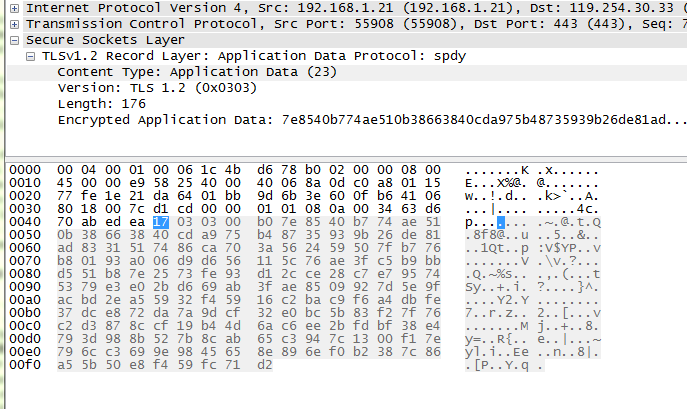 Internet Protocol Version 4, Src: 192.168.1.21 (192.168.1.21), Dst: 119.254.30.33 (
Transmission Control Protocol, Src Port: 55908 (55908), Dst Port: 443 (443), Seq: 7
Secure Sockets Layer
TLSv1.2 Record Layer: Application Data Protocol: spdy
Content Type: Application Data (23)
Version: TLS 1.2 (0x0303)
Length: 176
Encrypted Application Data: 7e8540b774ae510b38663840cda975b48735939b26de81ad...
0000 00 04 00 01 00 06 1c 4b d6 78 b0 02 00 00 08 00 .......K .x......
0010 45 00 00 e9 58 25 40 00 40 06 8a 0d c0 a8 01 15 E...X%@. @.......
0020 77 fe 1e 21 da 64 01 bb 9d 6b 3e 60 0f b6 41 06 w..!.d.. .k>`..A.
0030 80 18 00 7c d1 cd 00 00 01 01 08 0a 00 34 63 d6 ...|.... .....4c.
0040 70 ab ed ea 17 03 03 00 b0 7e 85 40 b7 74 ae 51 p....... .~.@.t.Q
0050 0b 38 66 38 40 cd a9 75 b4 87 35 93 9b 26 de 81 .8f8@..u ..5..&..
0060 ad 83 31 51 74 86 ca 70 3a 56 24 59 50 7f b7 76 ..1Qt..p :V$YP..v
0070 b8 01 93 a0 06 d9 d6 56 11 5c 76 ae 3f c5 b9 bb .......V .\v.?...
0080 d5 51 b8 7e 25 73 fe 93 d1 2c ce 28 c7 e7 95 74 .Q.~%s.. .,.(...t
0090 53 79 e3 e0 2b d6 69 ab 3f ae 85 09 92 7d 5e 9f Sy..+.i. ?....}^.
00a0 ac bd 2e a5 59 32 f4 59 16 c2 ba c9 f6 a4 db fe ....Y2.Y ........
00b0 37 dc e8 72 da 7a 9d cf 32 e0 bc 5b 83 f2 7f 76 7..r.z.. 2..[...v
00c0 c2 d3 87 8c cf 19 b4 4d 6a c6 ee 2b fd bf 38 e4 .......M j..+..8.
00d0 79 3d 98 8b 52 7b 8c ab 65 c3 94 7c 13 00 f1 7e y=..R{.. e..|...~
00e0 79 6c c3 69 9e 98 45 65 8e 89 6e f0 b2 38 7c 86 yl.i..Ee ..n..8|.
00f0 a5 5b 50 e8 f4 59 fc 71 d2 .[P..Y.q .